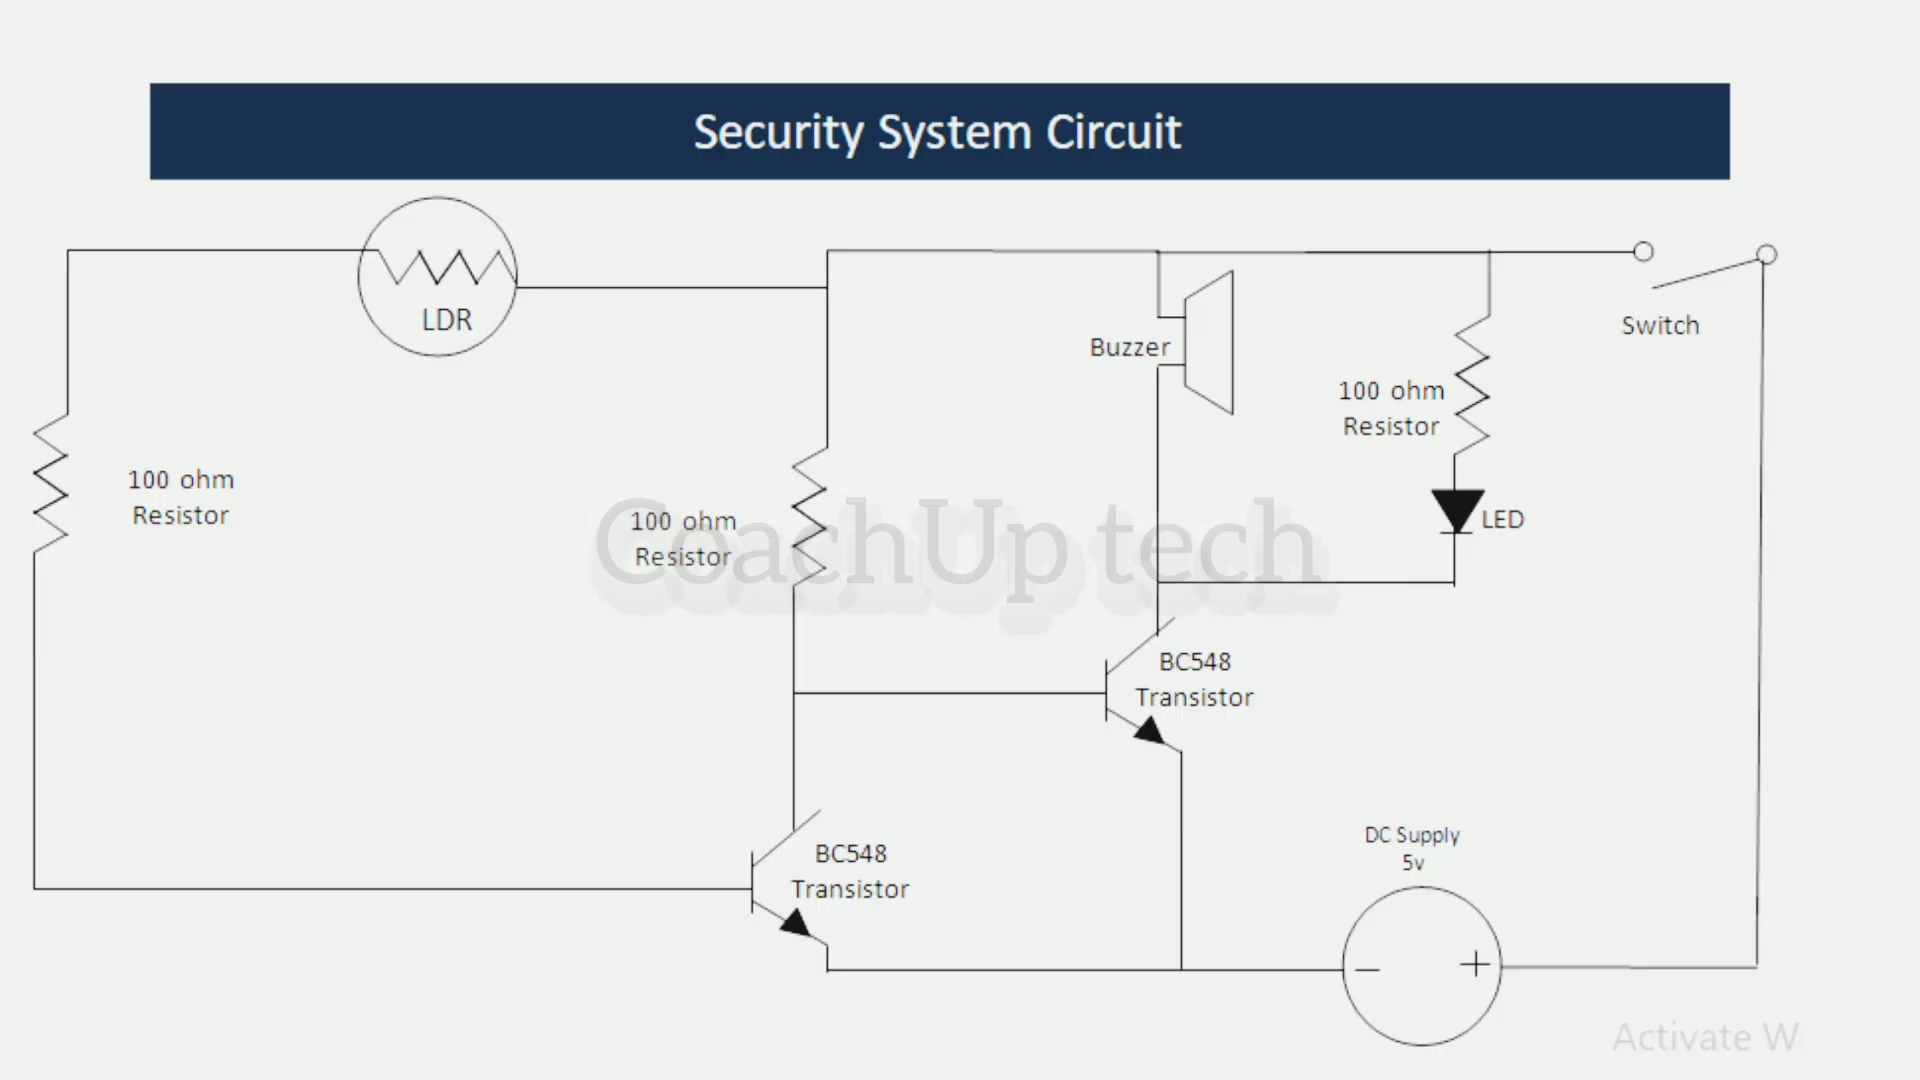 Security System Circuit
LDR
Buzzer
Switch
100 ohm
Resistor
100 ohm
Resistor
100 ohm
Resistor
LED
CoachUp tech
BC548
Transistor
BC548
Transistor
DC Supply
5v
Activate W